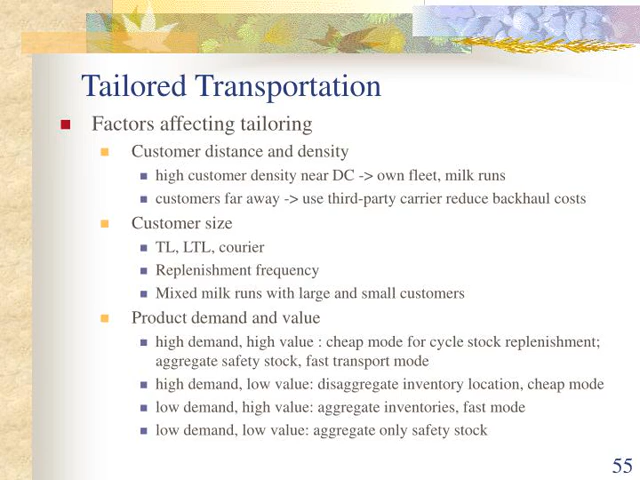 Tailored Transportation
Factors affecting tailoring
Customer distance and density
high customer density near DC -> own fleet, milk runs
customers far away -> use third-party carrier reduce backhaul costs
Customer size
TL, LTL, courier
Replenishment frequency
Mixed milk runs with large and small customers
Product demand and value
high demand, high value : cheap mode for cycle stock replenishment;
aggregate safety stock, fast transport mode
high demand, low value: disaggregate inventory location, cheap mode
low demand, high value: aggregate inventories, fast mode
low demand, low value: aggregate only safety stock
55